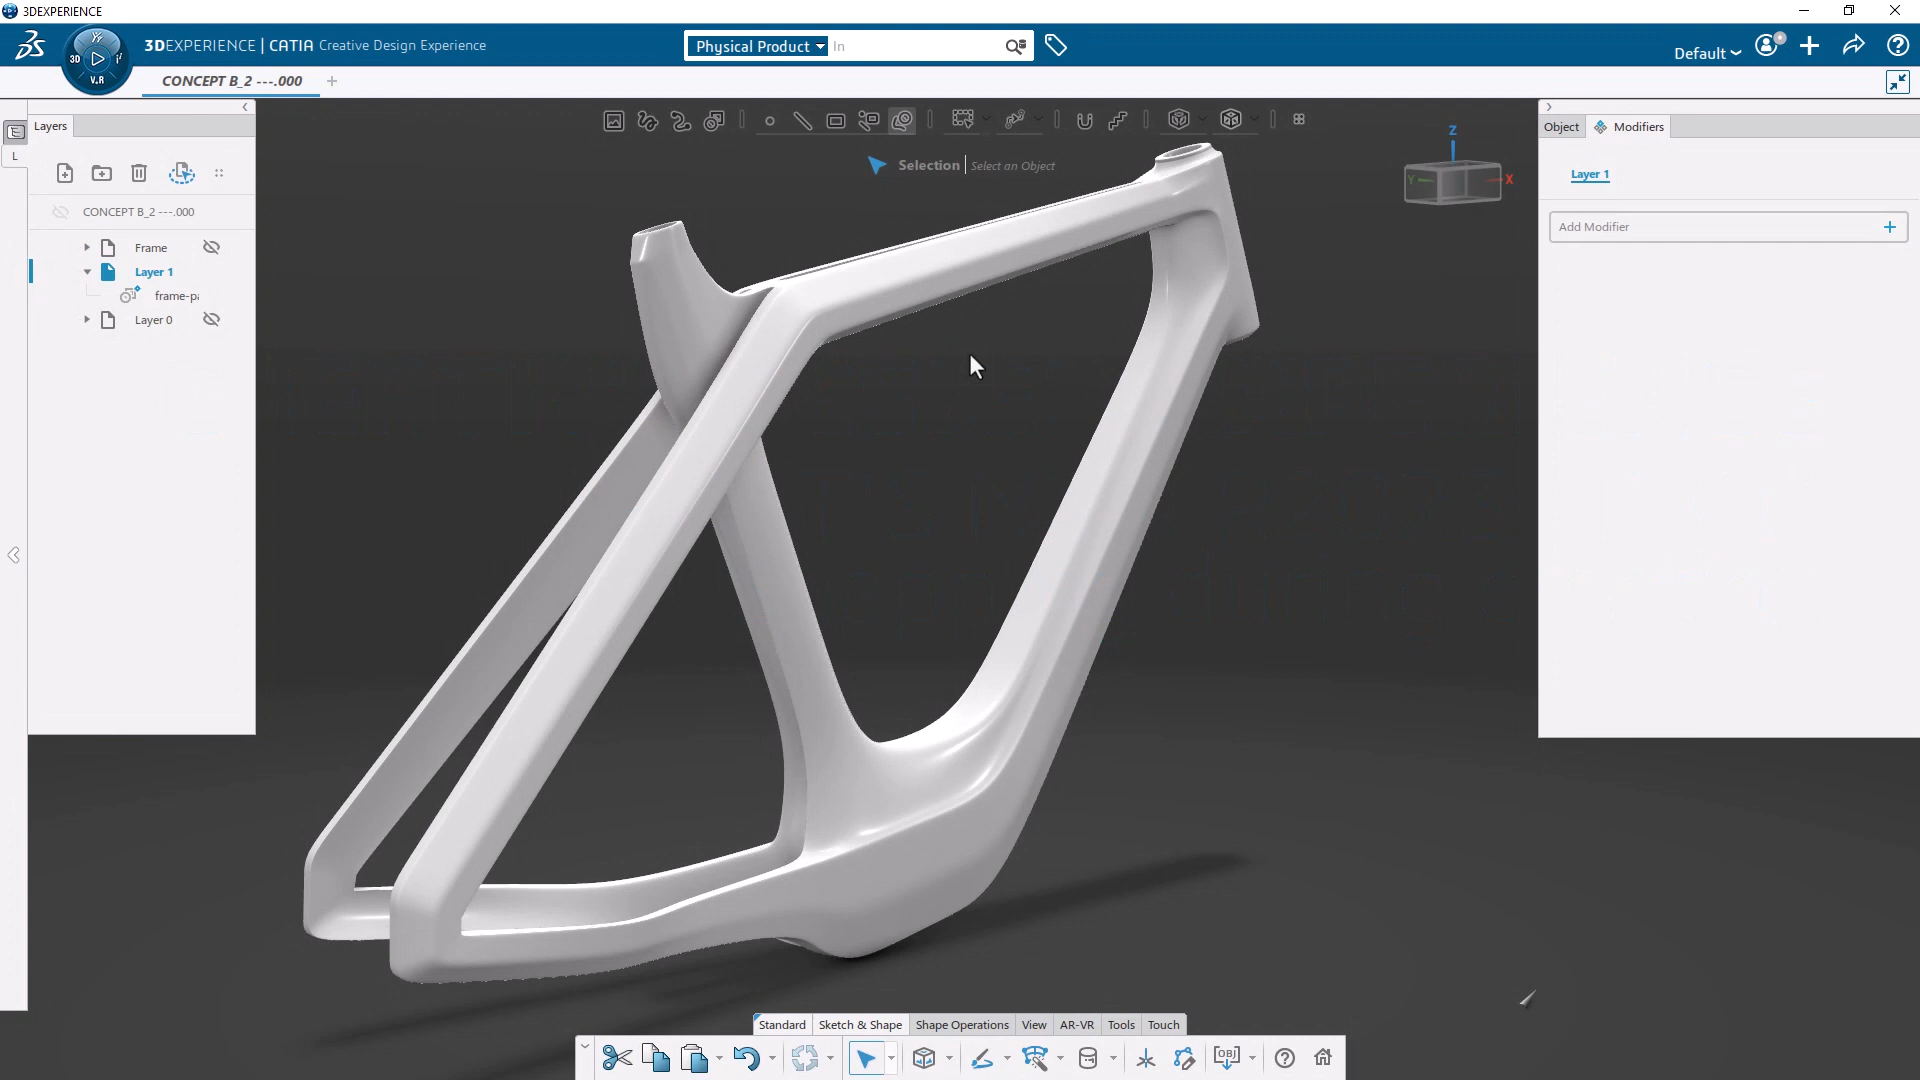 3DEXPERIENCE
3DEXPERIENCE | CATIA Creative Design Experience
Physical Product In
Default
3D
V.R
CONCEPT B_2 ---.000
Layers
L
CONCEPT B_2 ---.000
Frame
Layer 1
frame-pa
Layer 0
Selection | Select an Object
Z
Y
X
Object
Modifiers
Layer 1
Add Modifier
Standard
Sketch & Shape
Shape Operations
View
AR-VR
Tools
Touch
OBJ